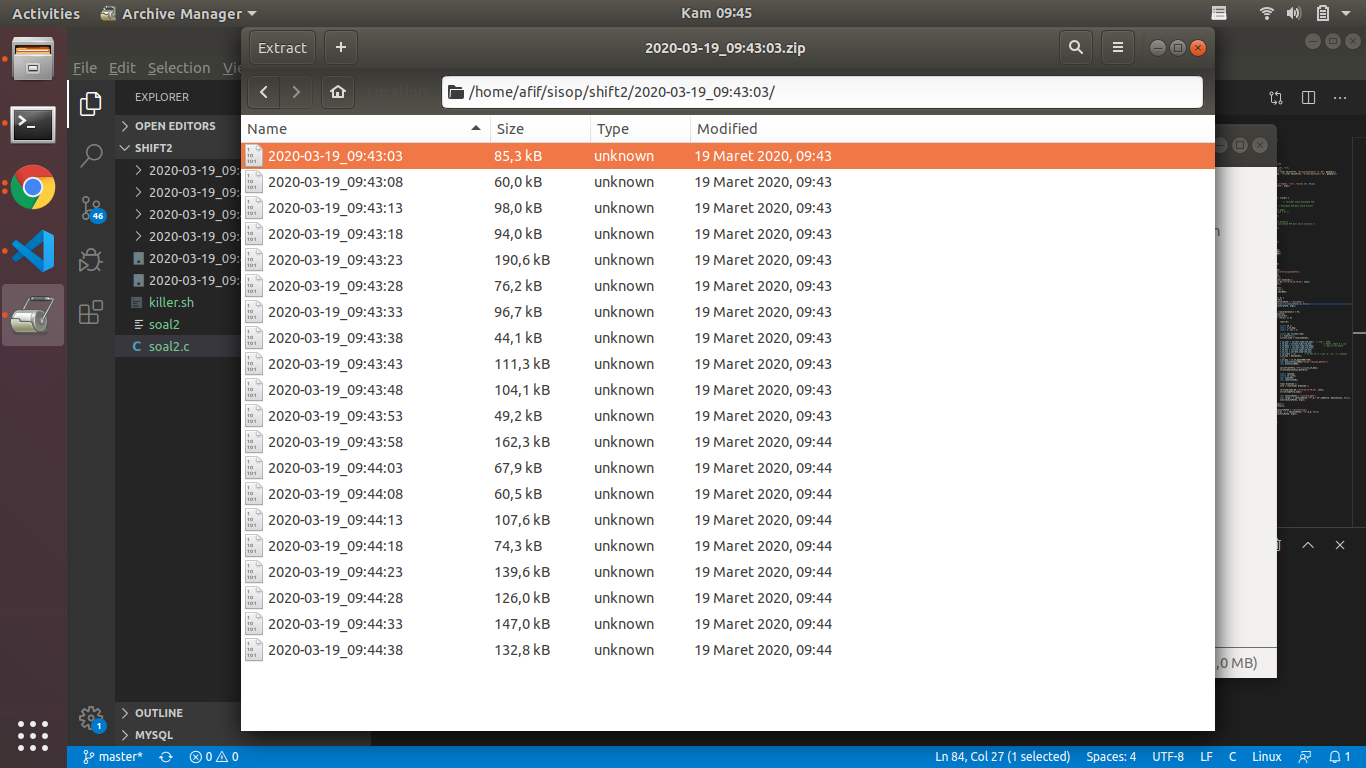 Activities Archive Manager Kam 09:45
Extract + 2020-03-19_09:43:03.zip
File Edit Selection Vie
/home/afif/sisop/shift2/2020-03-19_09:43:03/
EXPLORER
OPEN EDITORS
SHIFT2
2020-03-19_09:
2020-03-19_09:
2020-03-19_09:
2020-03-19_09:
2020-03-19_09:
2020-03-19_09:
killer.sh
soal2
C soal2.c
46
OUTLINE
MYSQL
1
Name Size Type Modified
2020-03-19_09:43:03 85,3 kB unknown 19 Maret 2020, 09:43
2020-03-19_09:43:08 60,0 kB unknown 19 Maret 2020, 09:43
2020-03-19_09:43:13 98,0 kB unknown 19 Maret 2020, 09:43
2020-03-19_09:43:18 94,0 kB unknown 19 Maret 2020, 09:43
2020-03-19_09:43:23 190,6 kB unknown 19 Maret 2020, 09:43
2020-03-19_09:43:28 76,2 kB unknown 19 Maret 2020, 09:43
2020-03-19_09:43:33 96,7 kB unknown 19 Maret 2020, 09:43
2020-03-19_09:43:38 44,1 kB unknown 19 Maret 2020, 09:43
2020-03-19_09:43:43 111,3 kB unknown 19 Maret 2020, 09:43
2020-03-19_09:43:48 104,1 kB unknown 19 Maret 2020, 09:43
2020-03-19_09:43:53 49,2 kB unknown 19 Maret 2020, 09:43
2020-03-19_09:43:58 162,3 kB unknown 19 Maret 2020, 09:44
2020-03-19_09:44:03 67,9 kB unknown 19 Maret 2020, 09:44
2020-03-19_09:44:08 60,5 kB unknown 19 Maret 2020, 09:44
2020-03-19_09:44:13 107,6 kB unknown 19 Maret 2020, 09:44
2020-03-19_09:44:18 74,3 kB unknown 19 Maret 2020, 09:44
2020-03-19_09:44:23 139,6 kB unknown 19 Maret 2020, 09:44
2020-03-19_09:44:28 126,0 kB unknown 19 Maret 2020, 09:44
2020-03-19_09:44:33 147,0 kB unknown 19 Maret 2020, 09:44
2020-03-19_09:44:38 132,8 kB unknown 19 Maret 2020, 09:44
,0 MB)
master* 0 0 Ln 84, Col 27 (1 selected) Spaces: 4 UTF-8 LF C Linux 1